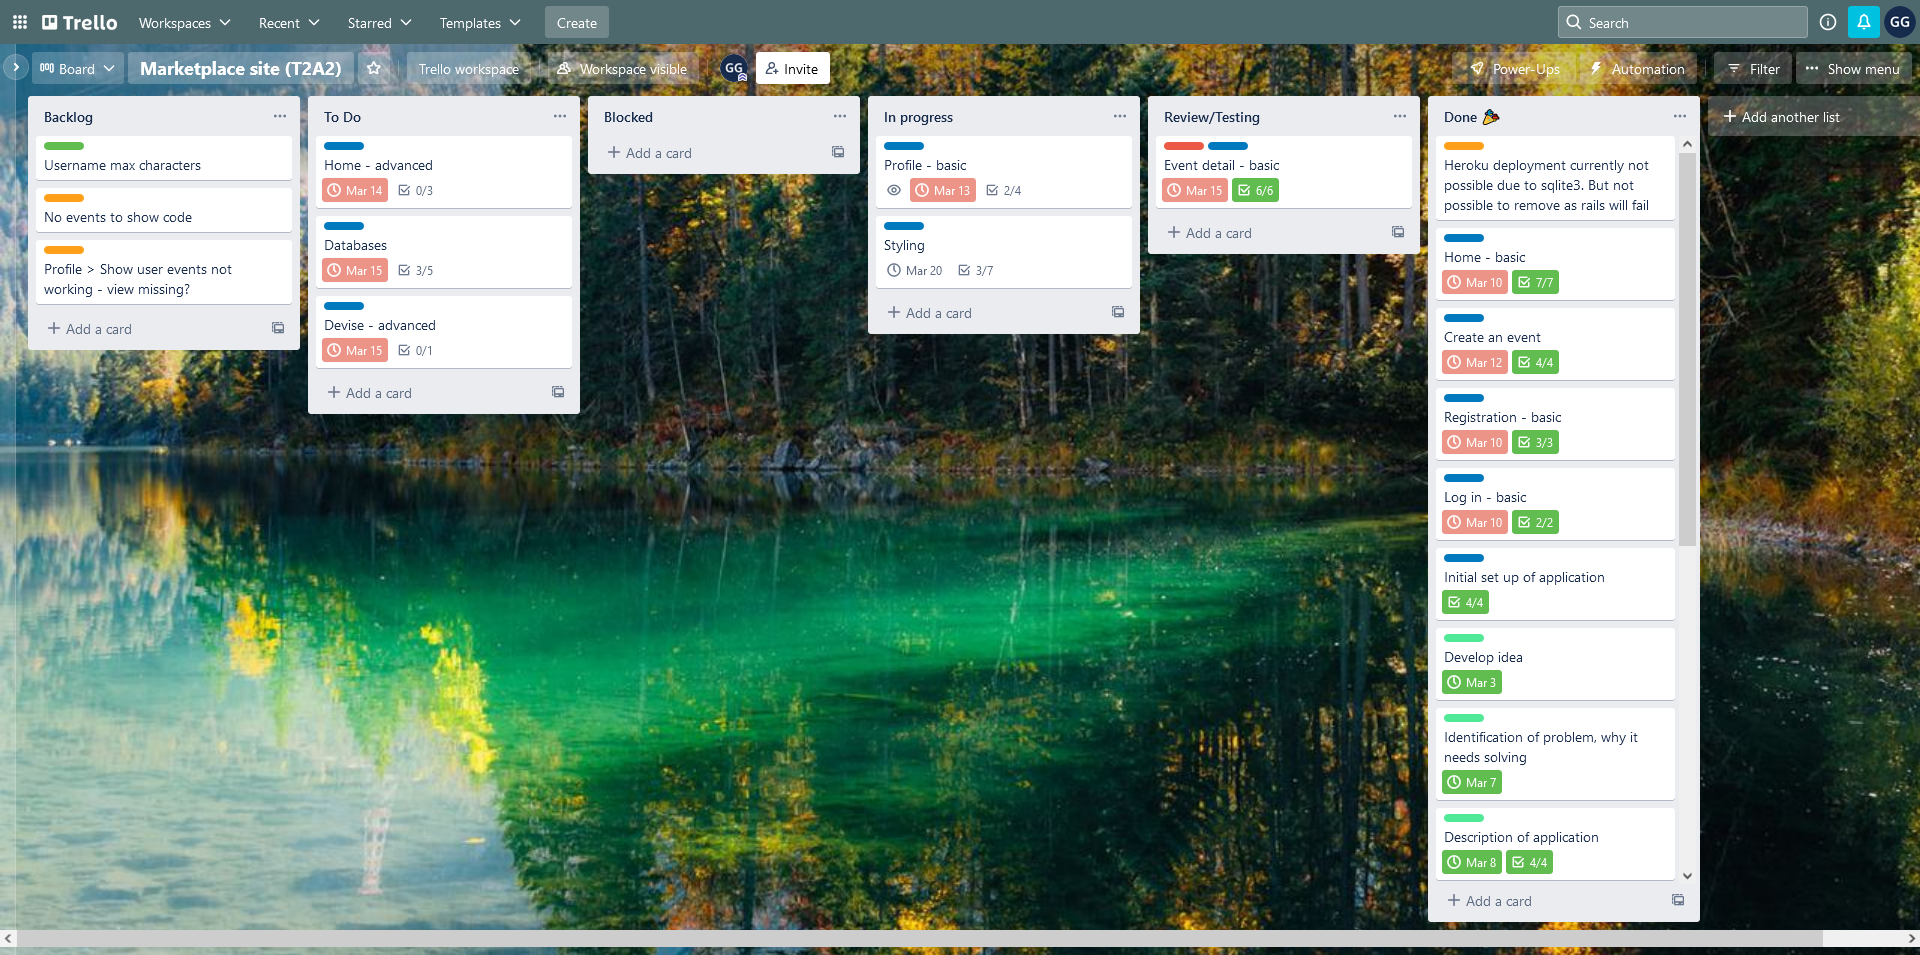 Trello
Workspaces
Recent
Starred
Templates
Create
Search
GG
Board
Marketplace site (T2A2)
Trello workspace
Workspace visible
GG
Invite
Power-Ups
Automation
Filter
Show menu
Backlog
Username max characters
No events to show code
Profile > Show user events not
working - view missing?
Add a card
To Do
Home - advanced
Mar 14
0/3
Databases
Mar 15
3/5
Devise - advanced
Mar 15
0/1
Add a card
Blocked
Add a card
In progress
Profile - basic
Mar 13
2/4
Styling
Mar 20
3/7
Add a card
Review/Testing
Event detail - basic
Mar 15
6/6
Add a card
Done 🎉
Heroku deployment currently not
possible due to sqlite3. But not
possible to remove as rails will fail
Home - basic
Mar 10
7/7
Create an event
Mar 12
4/4
Registration - basic
Mar 10
3/3
Log in - basic
Mar 10
2/2
Initial set up of application
4/4
Develop idea
Mar 3
Identification of problem, why it
needs solving
Mar 7
Description of application
Mar 8
4/4
Add a card
Add another list